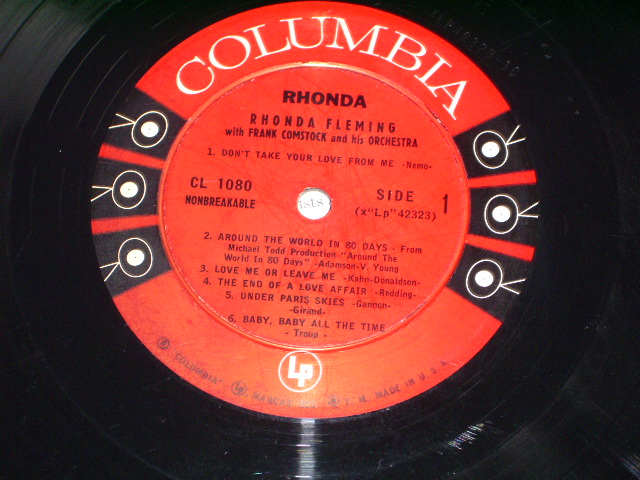 COLUMBIA
RHONDA
RHONDA FLEMING
with FRANK COMSTOCK and his ORCHESTRA
1. DON'T TAKE YOUR LOVE FROM ME -Nemo-
CL 1080
NONBREAKABLE
SIDE 1
(x"Lp"42323)
2. AROUND THE WORLD IN 80 DAYS - From
Michael Todd Production "Around The
World In 80 Days" -Adamson-V. Young
3. LOVE ME OR LEAVE ME -Kahn-Donaldson-
4. THE END OF A LOVE AFFAIR -Redding-
5. UNDER PARIS SKIES -Gannon-
-Giraud-
6. BABY, BABY ALL THE TIME
- Troup -
Lp
"COLUMBIA" MARCAS MADE IN U.S.A.